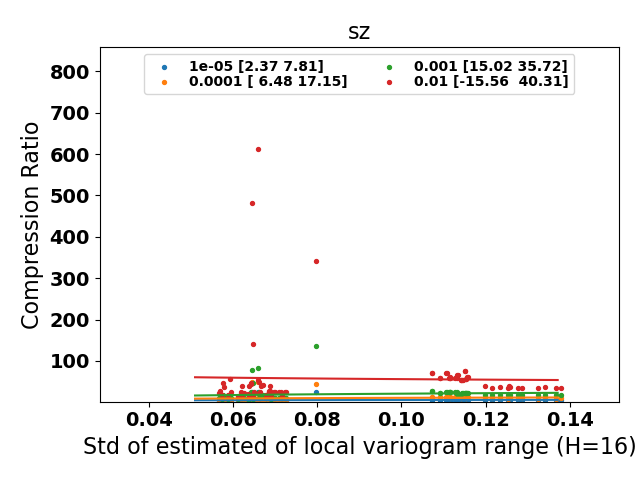 sz
1e-05 [2.37 7.81]
0.0001 [ 6.48 17.15]
0.001 [15.02 35.72]
0.01 [-15.56  40.31]
Compression Ratio
800
700
600
500
400
300
200
100
0.04 0.06 0.08 0.10 0.12 0.14
Std of estimated of local variogram range (H=16)